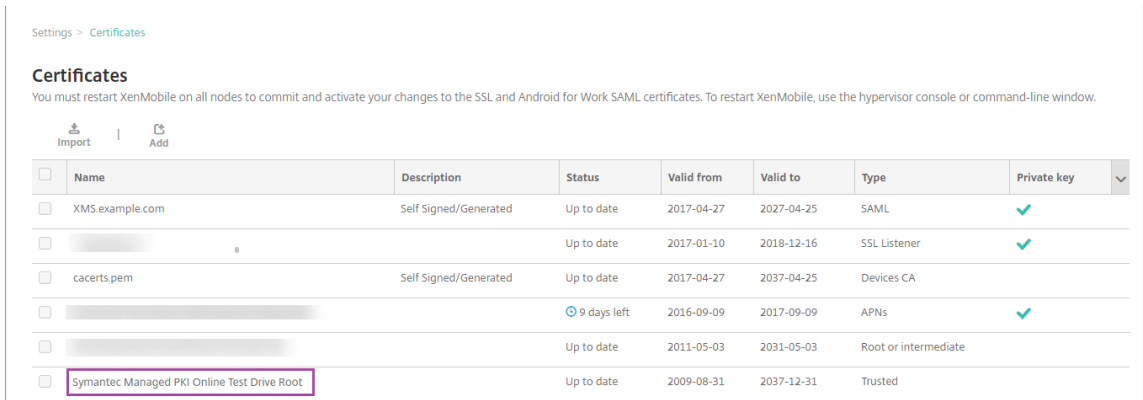 Settings > Certificates
Certificates
You must restart XenMobile on all nodes to commit and activate your changes to the SSL and Android for Work SAML certificates. To restart XenMobile, use the hypervisor console or command-line window.
Import | Add
Name Description Status Valid from Valid to Type Private key
XMS.example.com Self Signed/Generated Up to date 2017-04-27 2027-04-25 SAML
Up to date 2017-01-10 2018-12-16 SSL Listener
cacerts.pem Self Signed/Generated Up to date 2017-04-27 2037-04-25 Devices CA
9 days left 2016-09-09 2017-09-09 APNs
Up to date 2011-05-03 2031-05-03 Root or intermediate
Symantec Managed PKI Online Test Drive Root Up to date 2009-08-31 2037-12-31 Trusted